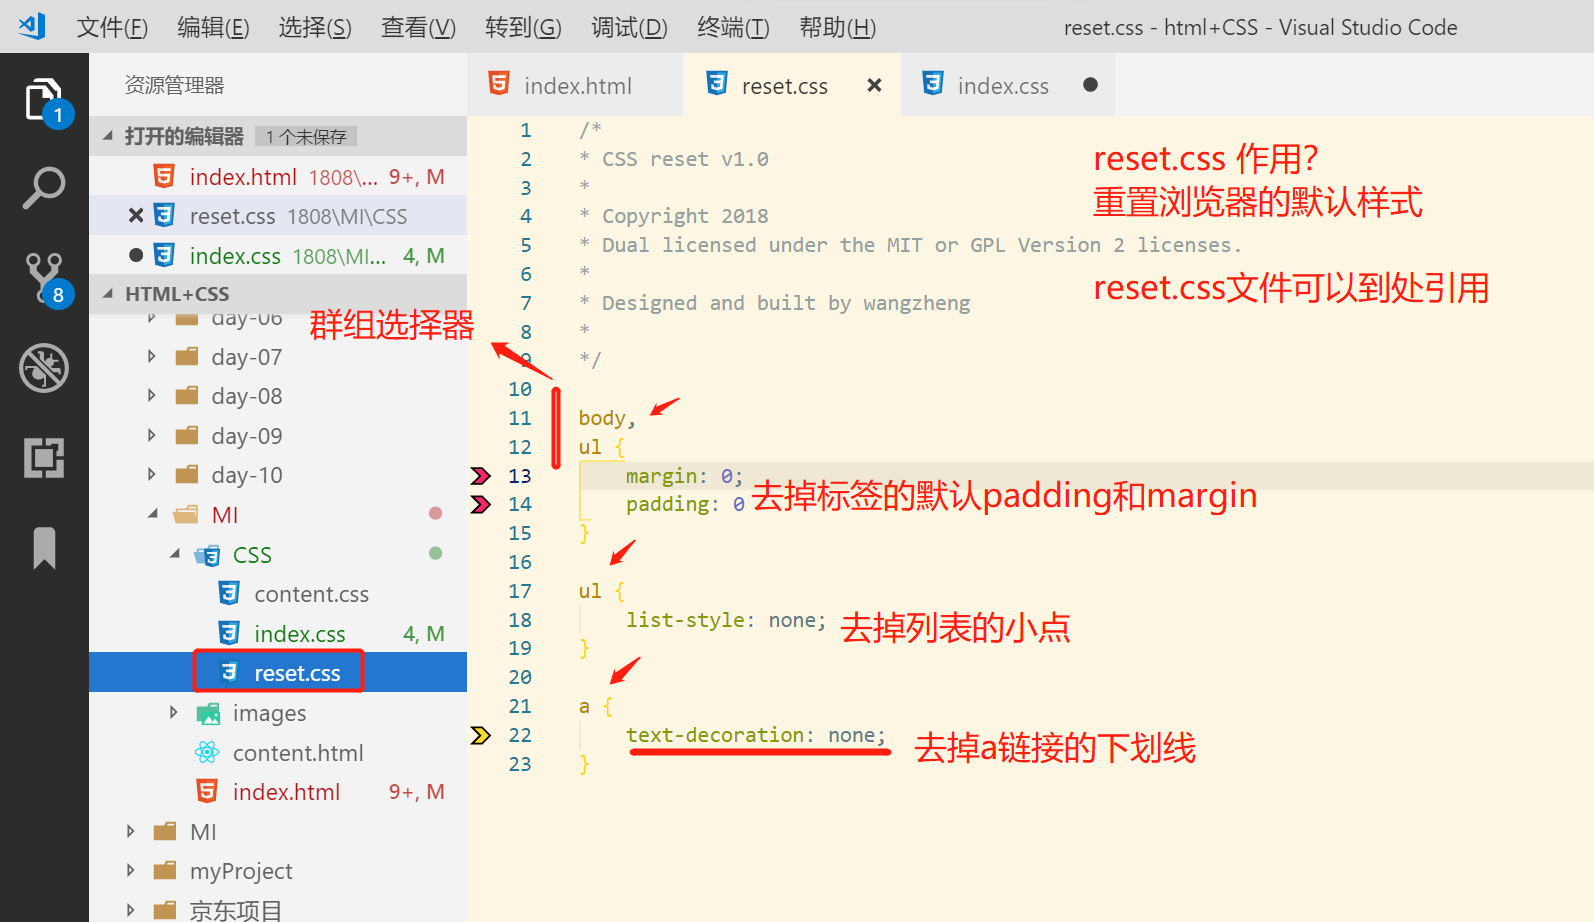 文件(F) 编辑(E) 选择(S) 查看(V) 转到(G) 调试(D) 终端(T) 帮助(H) reset.css - html+CSS - Visual Studio Code
1
8
资源管理器
打开的编辑器 1 个未保存
index.html 1808\... 9+, M
reset.css 1808\MI\CSS
index.css 1808\MI... 4, M
HTML+CSS
day-06
day-07
day-08
day-09
day-10
MI
CSS
content.css
index.css 4, M
reset.css
images
content.html
index.html 9+, M
MI
myProject
京东项目
index.html reset.css index.css
1 /*
2 * CSS reset v1.0
3 *
4 * Copyright 2018
5 * Dual licensed under the MIT or GPL Version 2 licenses.
6 *
7 * Designed and built by wangzheng
8 *
9 */
10
11 body,
12 ul {
13 margin: 0;
14 padding: 0
15 }
16
17 ul {
18 list-style: none;
19 }
20
21 a {
22 text-decoration: none;
23 }
reset.css 作用?
重置浏览器的默认样式
reset.css文件可以到处引用
群组选择器
去掉标签的默认padding和margin
去掉列表的小点
去掉a链接的下划线